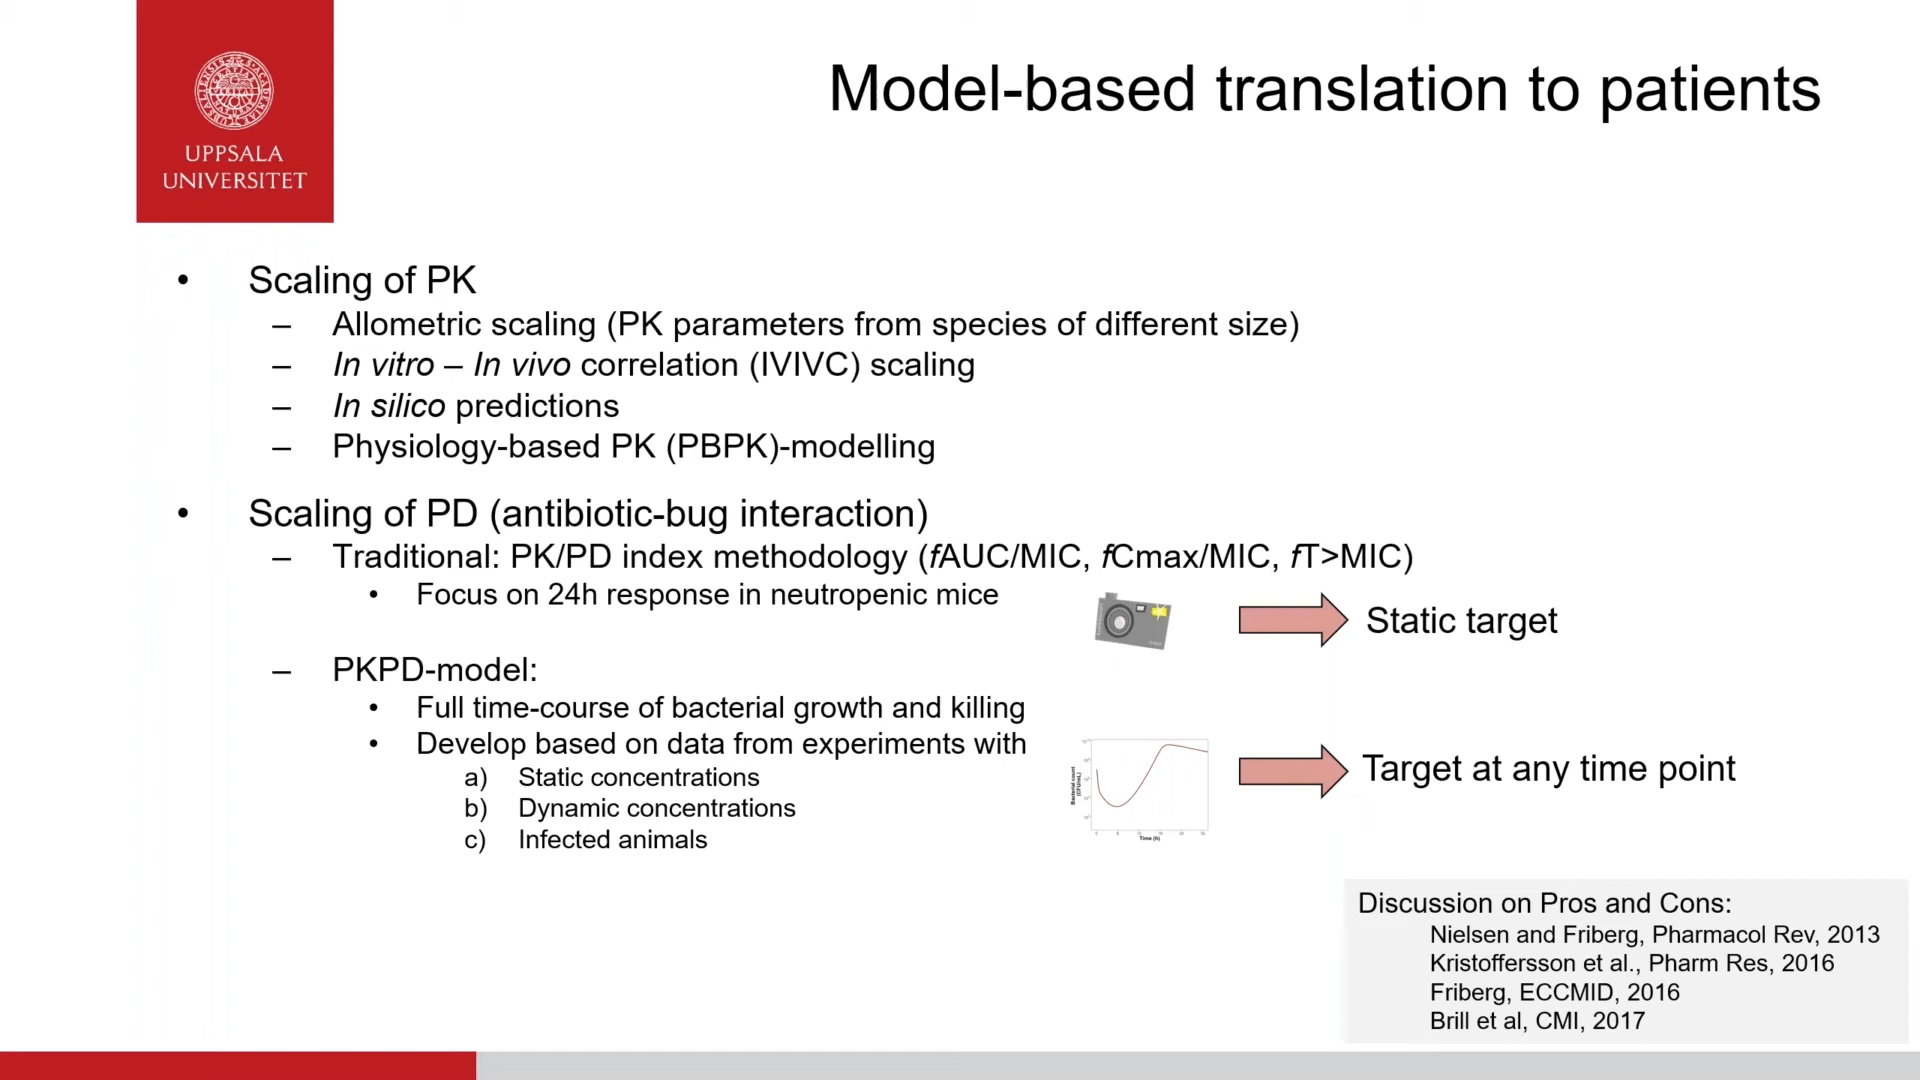 UPPSALA
UNIVERSITET
Model-based translation to patients
• Scaling of PK
– Allometric scaling (PK parameters from species of different size)
– In vitro – In vivo correlation (IVIVC) scaling
– In silico predictions
– Physiology-based PK (PBPK)-modelling
• Scaling of PD (antibiotic-bug interaction)
– Traditional: PK/PD index methodology (fAUC/MIC, fCmax/MIC, fT>MIC)
• Focus on 24h response in neutropenic mice
Static target
– PKPD-model:
• Full time-course of bacterial growth and killing
• Develop based on data from experiments with
a) Static concentrations
b) Dynamic concentrations
c) Infected animals
Bacterial count
(CFU/mL)
Time (h)
Target at any time point
Discussion on Pros and Cons:
Nielsen and Friberg, Pharmacol Rev, 2013
Kristoffersson et al., Pharm Res, 2016
Friberg, ECCMID, 2016
Brill et al, CMI, 2017